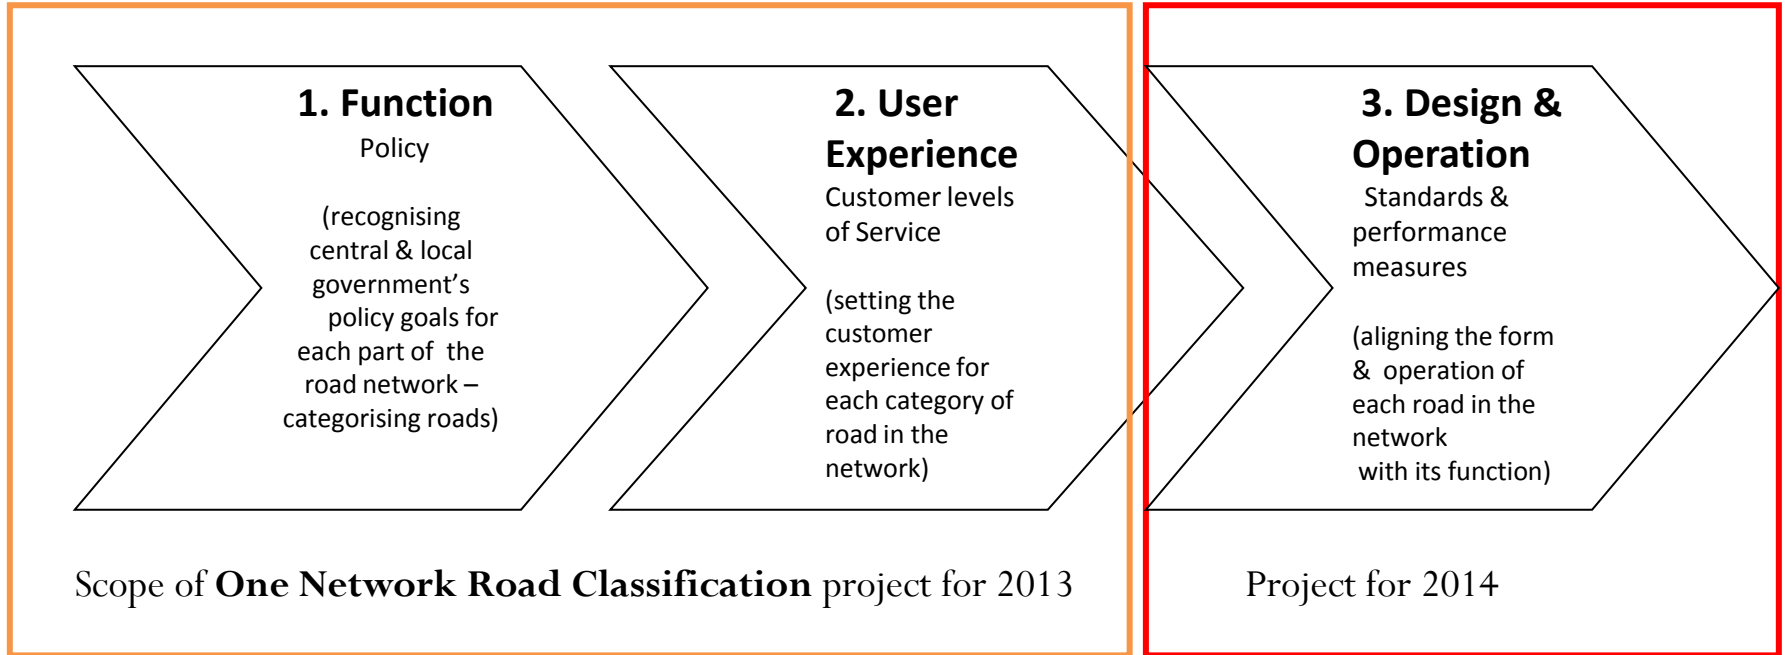 1. Function
Policy
(recognising
central & local
government’s
policy goals for
each part of the
road network –
categorising roads)
2. User
Experience
Customer levels
of Service
(setting the
customer
experience for
each category of
road in the
network)
3. Design &
Operation
Standards &
performance
measures
(aligning the form
& operation of
each road in the
network
with its function)
Scope of One Network Road Classification project for 2013
Project for 2014